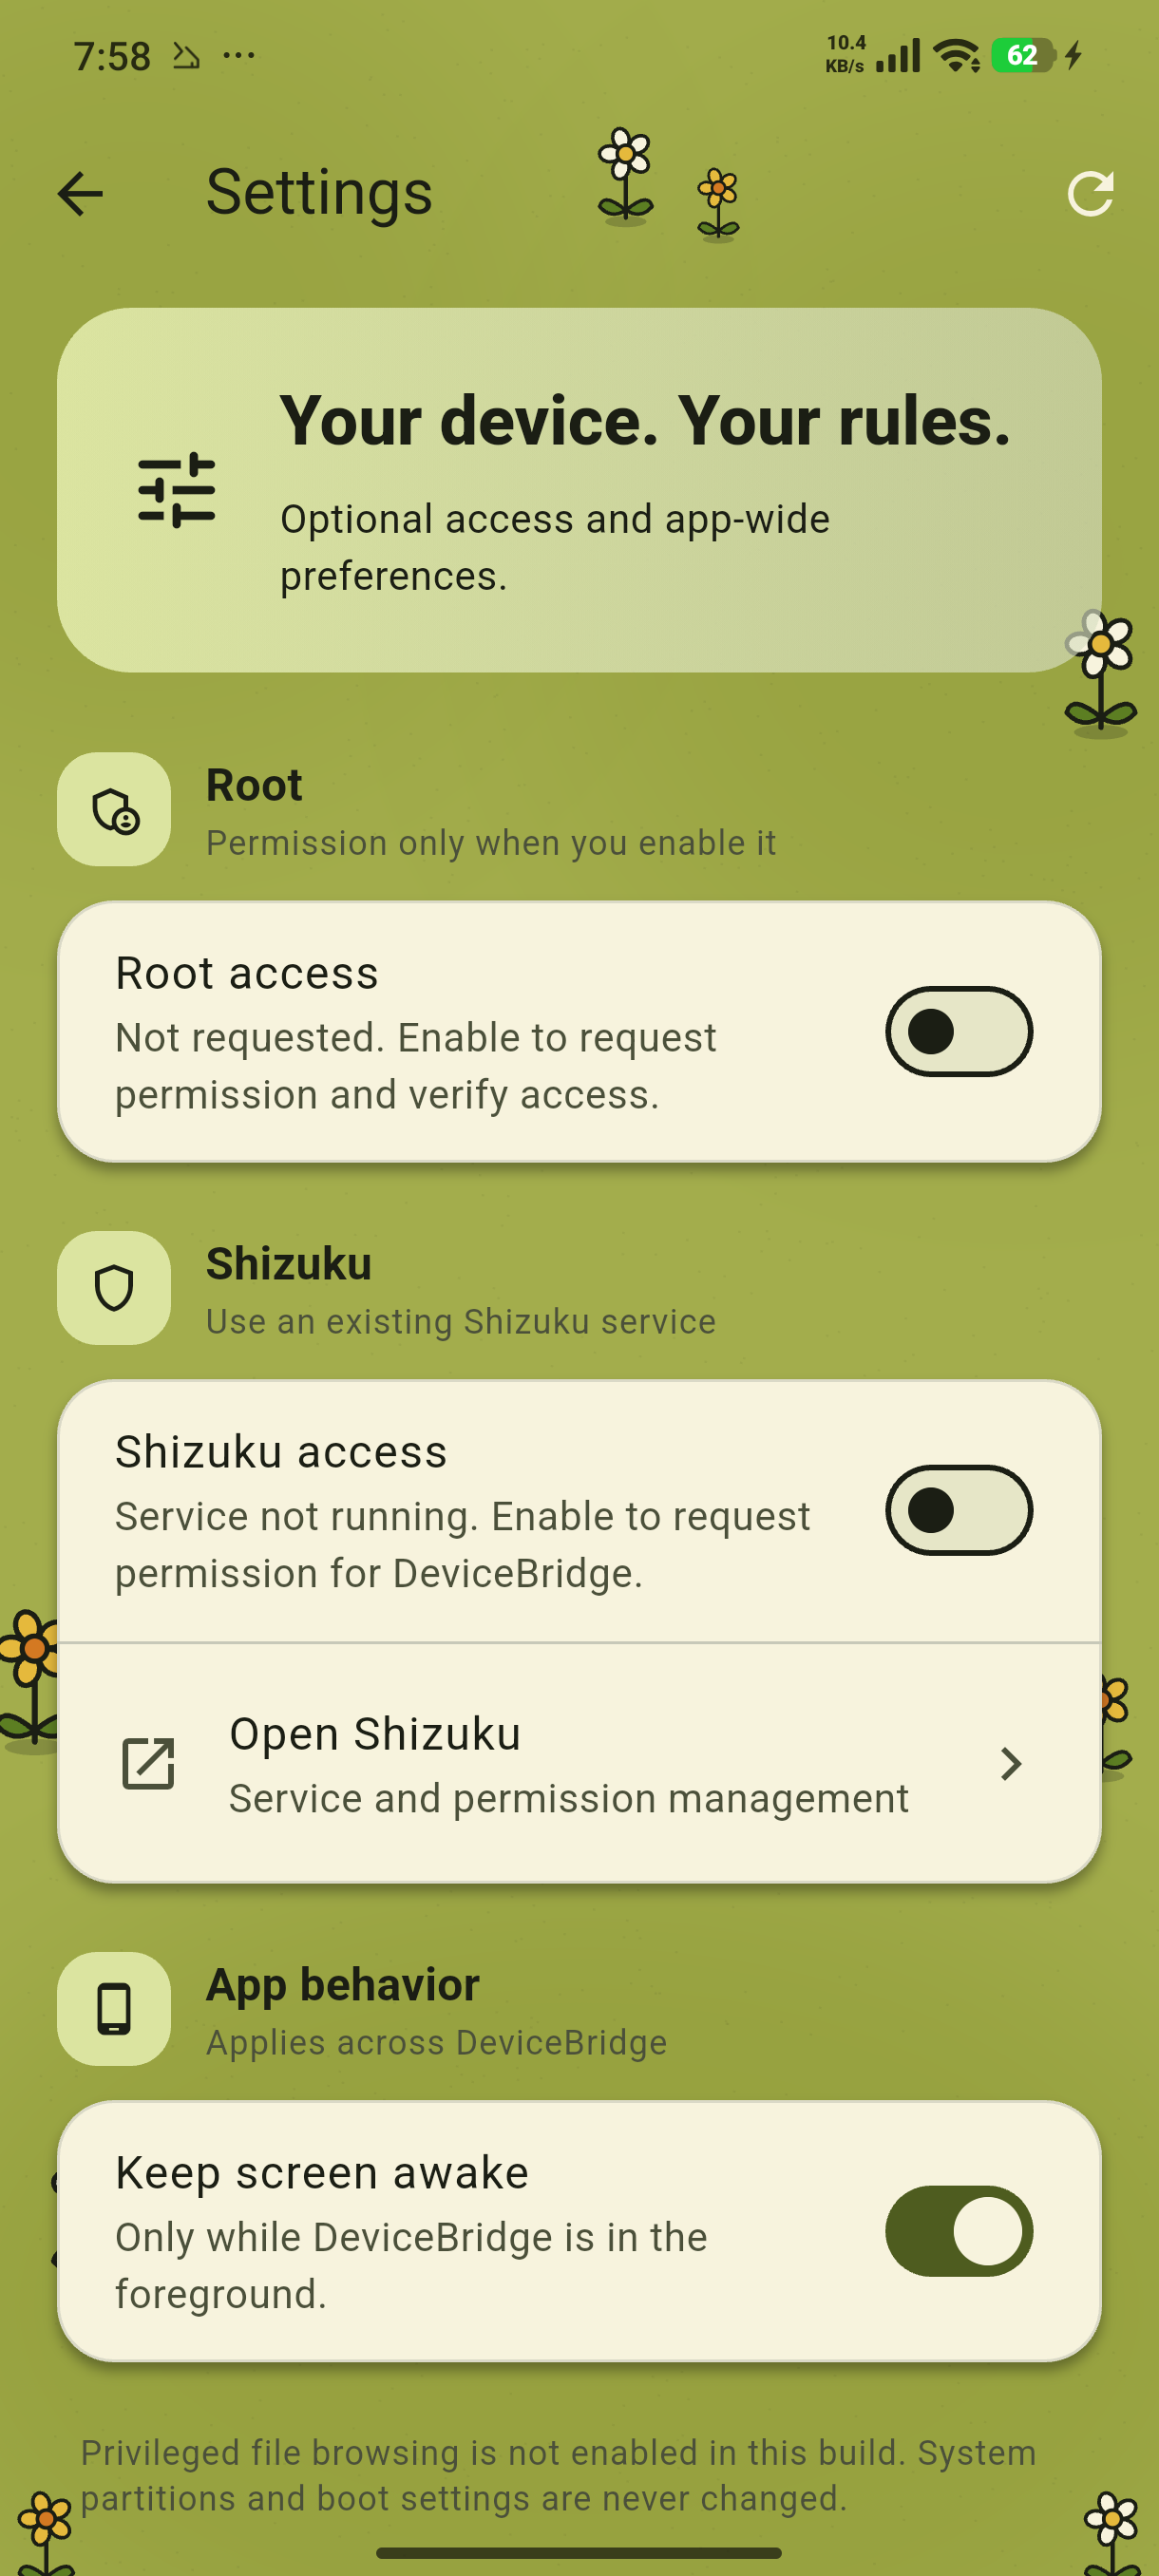 7:58
10.4
KB/s
62
Settings
Your device. Your rules.
Optional access and app-wide
preferences.
Root
Permission only when you enable it
Root access
Not requested. Enable to request
permission and verify access.
Shizuku
Use an existing Shizuku service
Shizuku access
Service not running. Enable to request
permission for DeviceBridge.
Open Shizuku
Service and permission management
App behavior
Applies across DeviceBridge
Keep screen awake
Only while DeviceBridge is in the
foreground.
Privileged file browsing is not enabled in this build. System
partitions and boot settings are never changed.